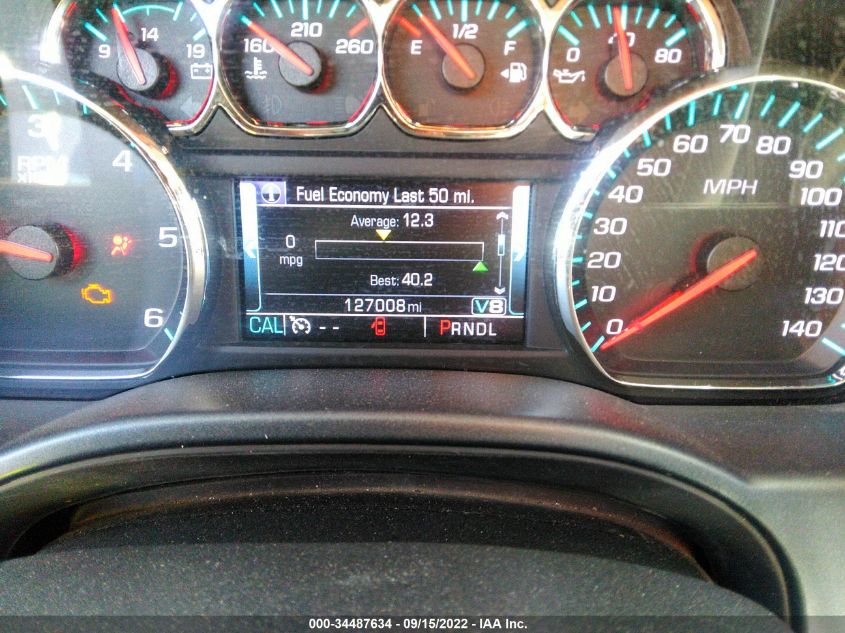 9 14 19
160 210 260
E 1/2 F
0 40 80
3 4 5 6
RPM
Fuel Economy Last 50 mi.
Average: 12.3
0
mpg
Best: 40.2
127008 mi
V8
CAL -- PRNDL
0 10 20 30 40 50 60 70 80 90 100 110 120 130 140
MPH
000-34487634 - 09/15/2022 - IAA Inc.